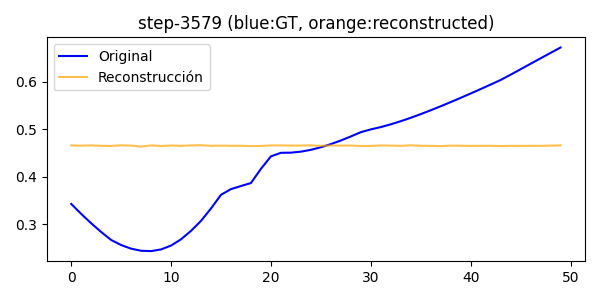 step-3579 (blue:GT, orange:reconstructed)
Original
Reconstrucción
0.6
0.5
0.4
0.3
0 10 20 30 40 50